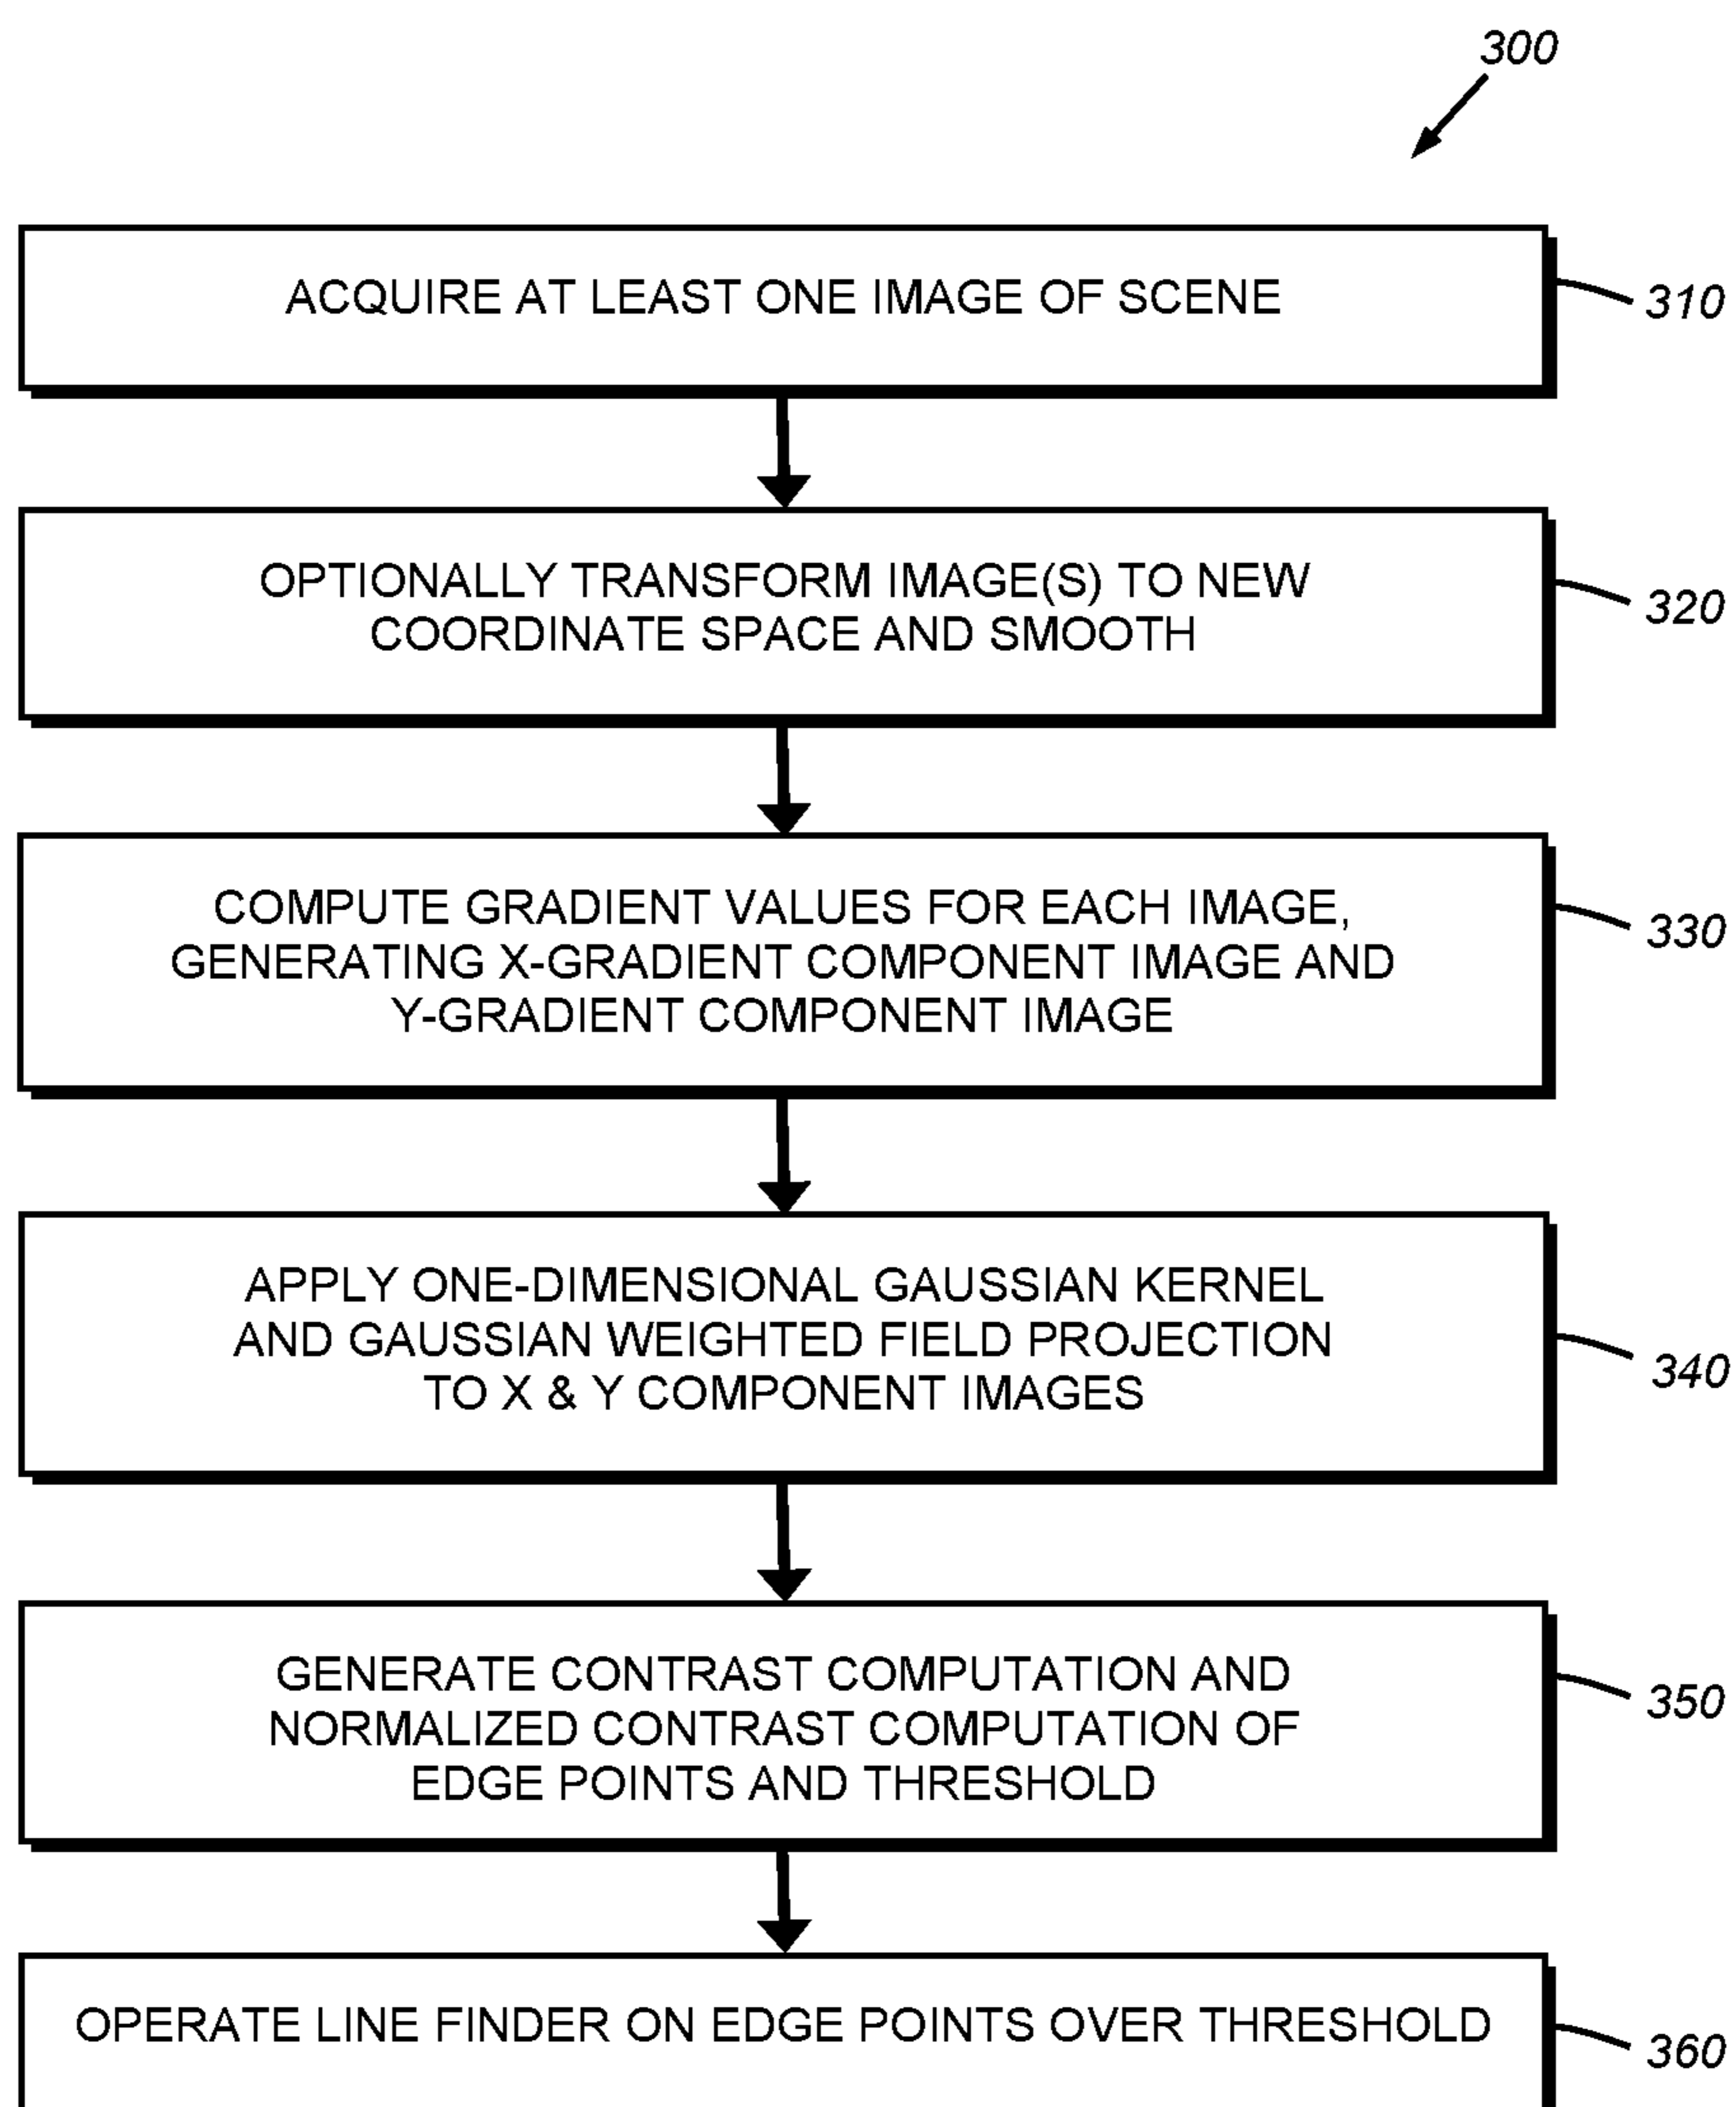 300
ACQUIRE AT LEAST ONE IMAGE OF SCENE
310
OPTIONALLY TRANSFORM IMAGE(S) TO NEW
COORDINATE SPACE AND SMOOTH
320
COMPUTE GRADIENT VALUES FOR EACH IMAGE,
GENERATING X-GRADIENT COMPONENT IMAGE AND
Y-GRADIENT COMPONENT IMAGE
330
APPLY ONE-DIMENSIONAL GAUSSIAN KERNEL
AND GAUSSIAN WEIGHTED FIELD PROJECTION
TO X & Y COMPONENT IMAGES
340
GENERATE CONTRAST COMPUTATION AND
NORMALIZED CONTRAST COMPUTATION OF
EDGE POINTS AND THRESHOLD
350
OPERATE LINE FINDER ON EDGE POINTS OVER THRESHOLD
360